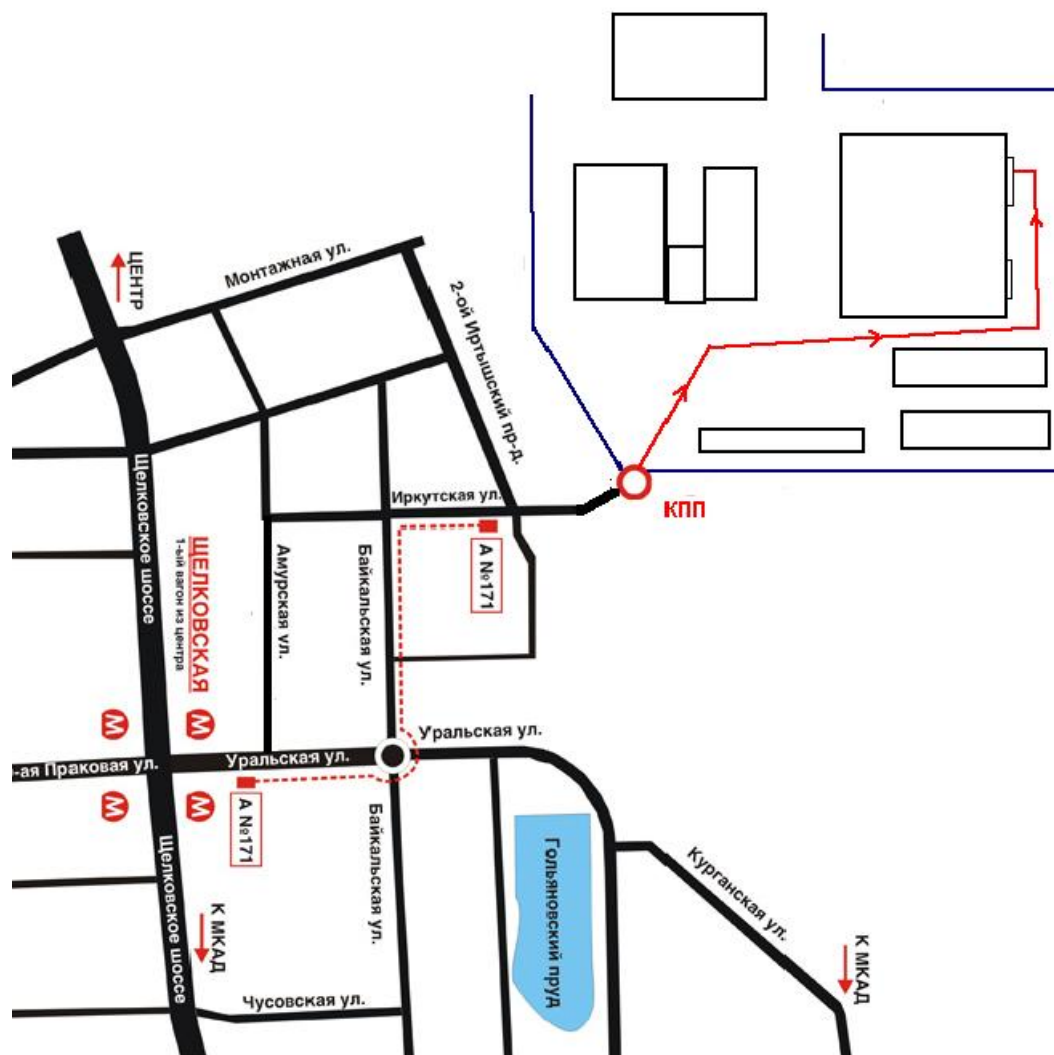 ЦЕНТР
Монтажная ул.
2-ой Иртышский пр-д.
Щелковское шоссе
Иркутская ул.
КПП
ЩЕЛКОВСКАЯ
1-ый вагон из центра
Амурская ул.
Байкальская ул.
А №171
М
М
Уральская ул.
-ая Праковая ул.
Уральская ул.
М
М
А №171
Щелковское шоссе
Байкальская ул.
Гольяновский пруд
Курганская ул.
К МКАД
К МКАД
Чусовская ул.